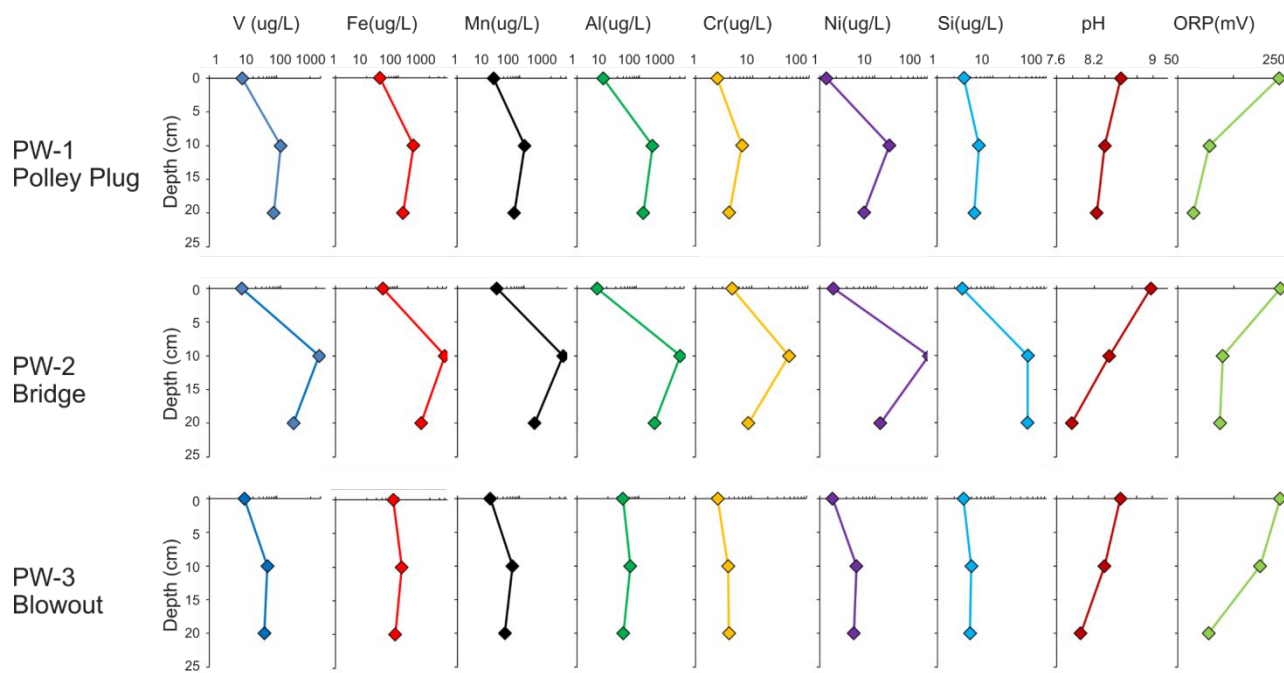 V (ug/L) Fe(ug/L) Mn(ug/L) Al(ug/L) Cr(ug/L) Ni(ug/L) Si(ug/L) pH ORP(mV)
1 10 100 1000 1 10 100 1000 1 10 100 1000 1 10 100 1000 1 10 100 1 10 100 1 10 100 7.6 8.2 9 50 250
PW-1
Polley Plug
Depth (cm)
0
5
10
15
20
25
PW-2
Bridge
Depth (cm)
0
5
10
15
20
25
PW-3
Blowout
Depth (cm)
0
5
10
15
20
25